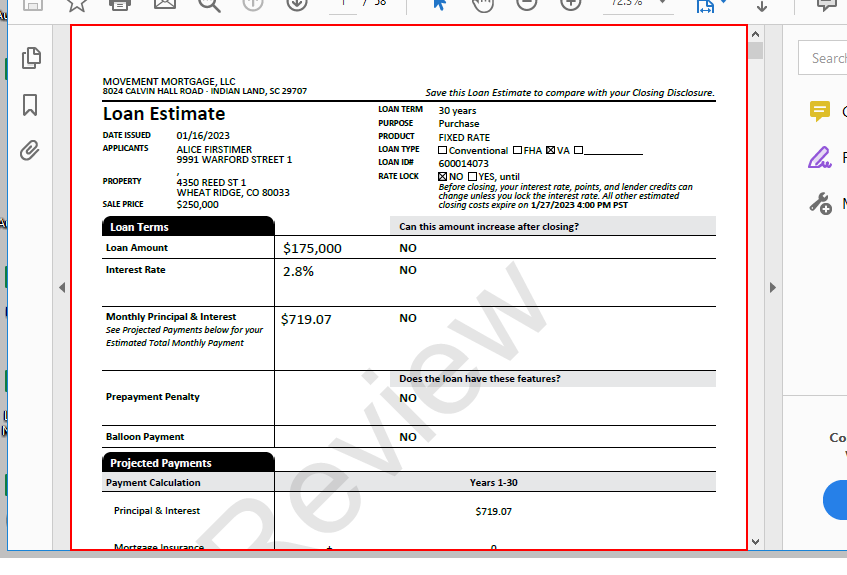 1 / 58
72.3%
Search
MOVEMENT MORTGAGE, LLC
8024 CALVIN HALL ROAD · INDIAN LAND, SC 29707
Save this Loan Estimate to compare with your Closing Disclosure.
Loan Estimate
DATE ISSUED 01/16/2023
APPLICANTS ALICE FIRSTIMER
9991 WARFORD STREET 1
,
PROPERTY 4350 REED ST 1
WHEAT RIDGE, CO 80033
SALE PRICE $250,000
LOAN TERM 30 years
PURPOSE Purchase
PRODUCT FIXED RATE
LOAN TYPE ☐ Conventional ☐ FHA ☒ VA ☐
LOAN ID# 600014073
RATE LOCK ☒ NO ☐ YES, until
Before closing, your interest rate, points, and lender credits can
change unless you lock the interest rate. All other estimated
closing costs expire on 1/27/2023 4:00 PM PST
Loan Terms Can this amount increase after closing?
Loan Amount $175,000 NO
Interest Rate 2.8% NO
Monthly Principal & Interest $719.07 NO
See Projected Payments below for your
Estimated Total Monthly Payment
Does the loan have these features?
Prepayment Penalty NO
Balloon Payment NO
Projected Payments
Payment Calculation Years 1-30
Principal & Interest $719.07
Mortgage Insurance + 0
Review
Co